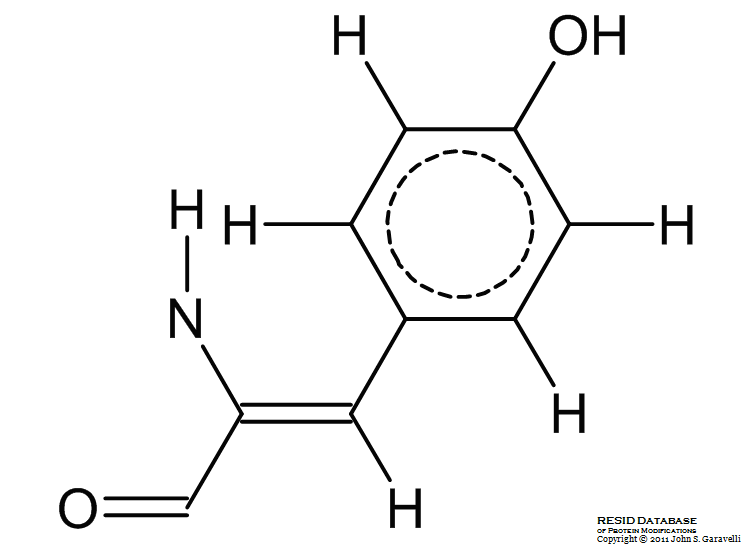 H
OH
H
H
H
N
H
O
H
RESID DATABASE
OF PROTEIN MODIFICATIONS
Copyright © 2011 John S. Garavelli